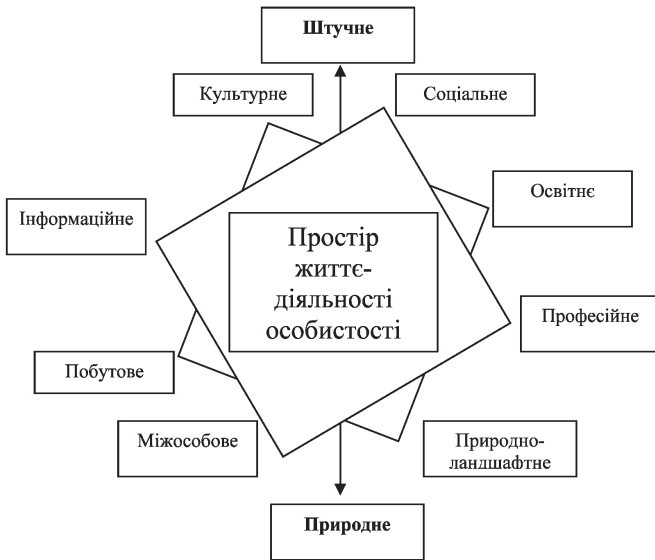 Штучне
Культурне
Соціальне
Освітнє
Інформаційне
Простір
життє-
діяльності
особистості
Професійне
Побутове
Міжособове
Природно-
ландшафтне
Природне